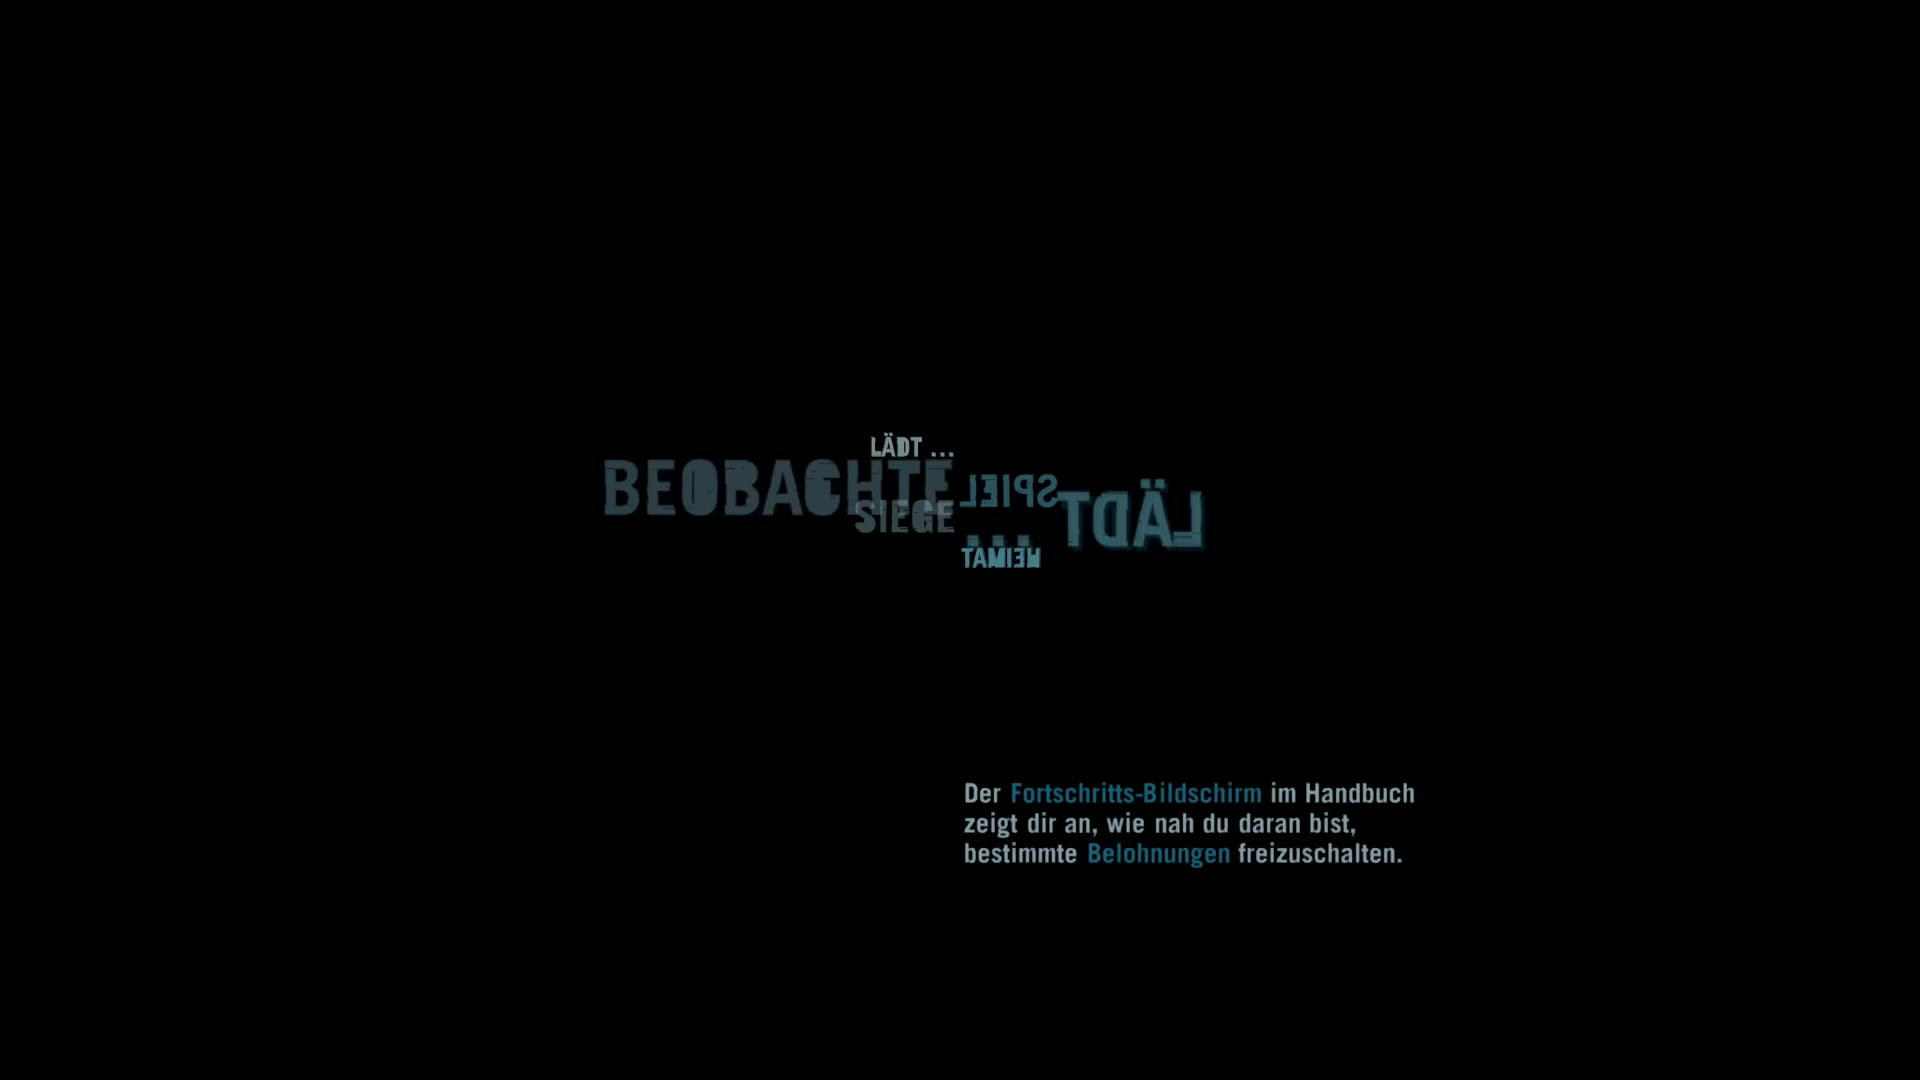 LÄDT ...
BEOBACHTE
SPIEL
LÄDT
SIEGE
...
HEIMAT
Der Fortschritts-Bildschirm im Handbuch
zeigt dir an, wie nah du daran bist,
bestimmte Belohnungen freizuschalten.